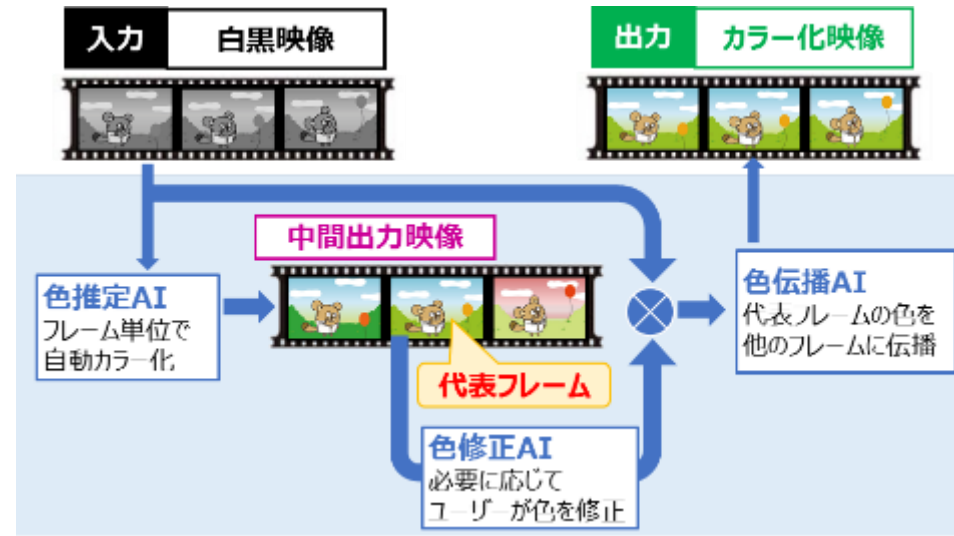 入力 白黒映像
出力 カラー化映像
中間出力映像
色推定AI
フレーム単位で
自動カラー化
代表フレーム
色修正AI
必要に応じて
ユーザーが色を修正
色伝播AI
代表フレームの色を
他のフレームに伝播